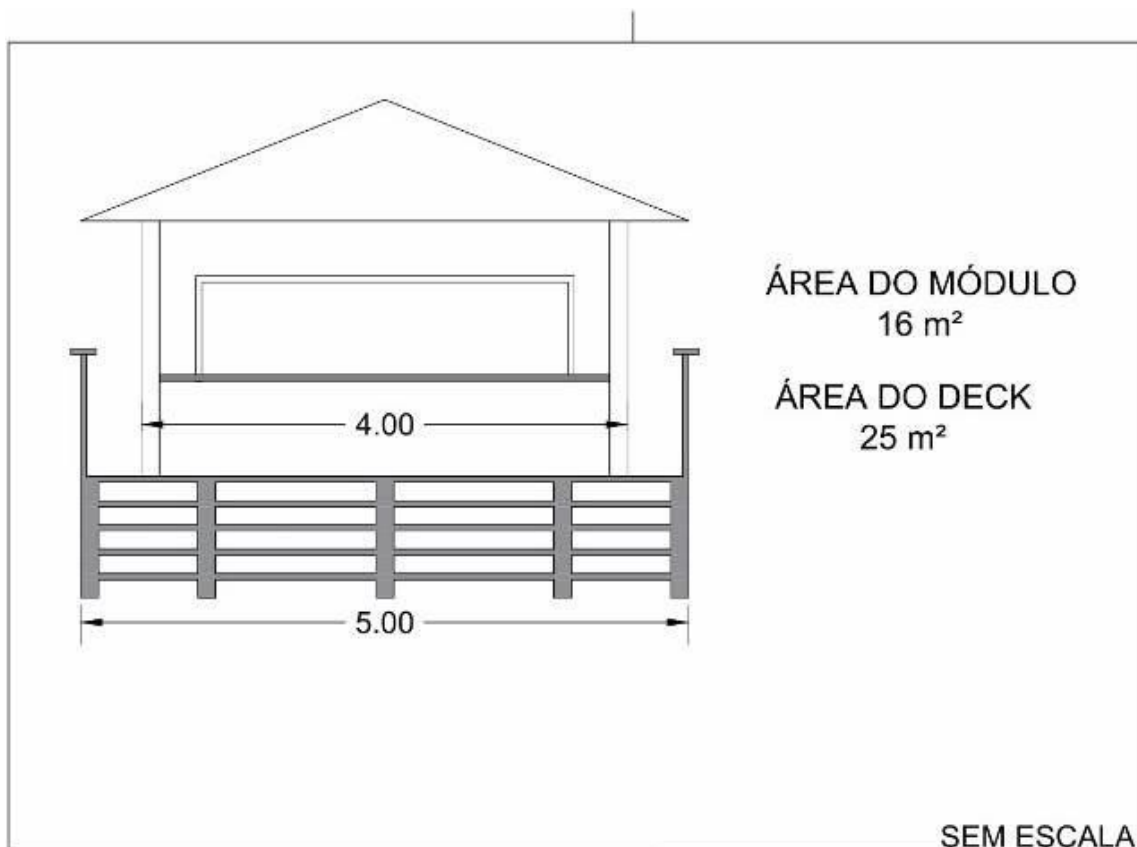 ÁREA DO MÓDULO
16 m²
ÁREA DO DECK
25 m²
4.00
5.00
SEM ESCALA